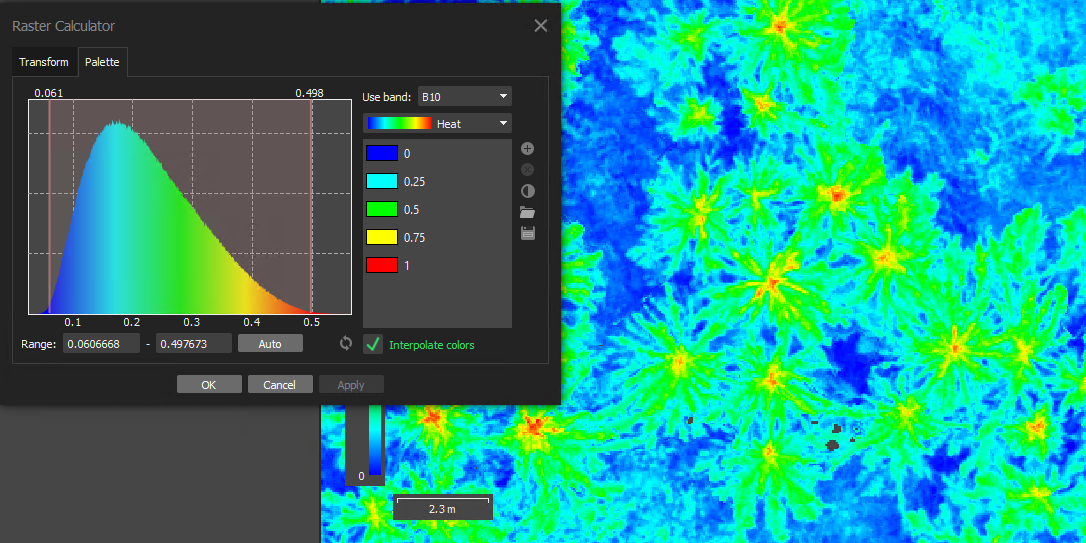 Raster Calculator
Transform Palette
0.061 0.498
Use band: B10
Heat
0
0.25
0.5
0.75
1
0.1 0.2 0.3 0.4 0.5
Range: 0.0606668 - 0.497673 Auto
Interpolate colors
OK Cancel Apply
0
2.3 m